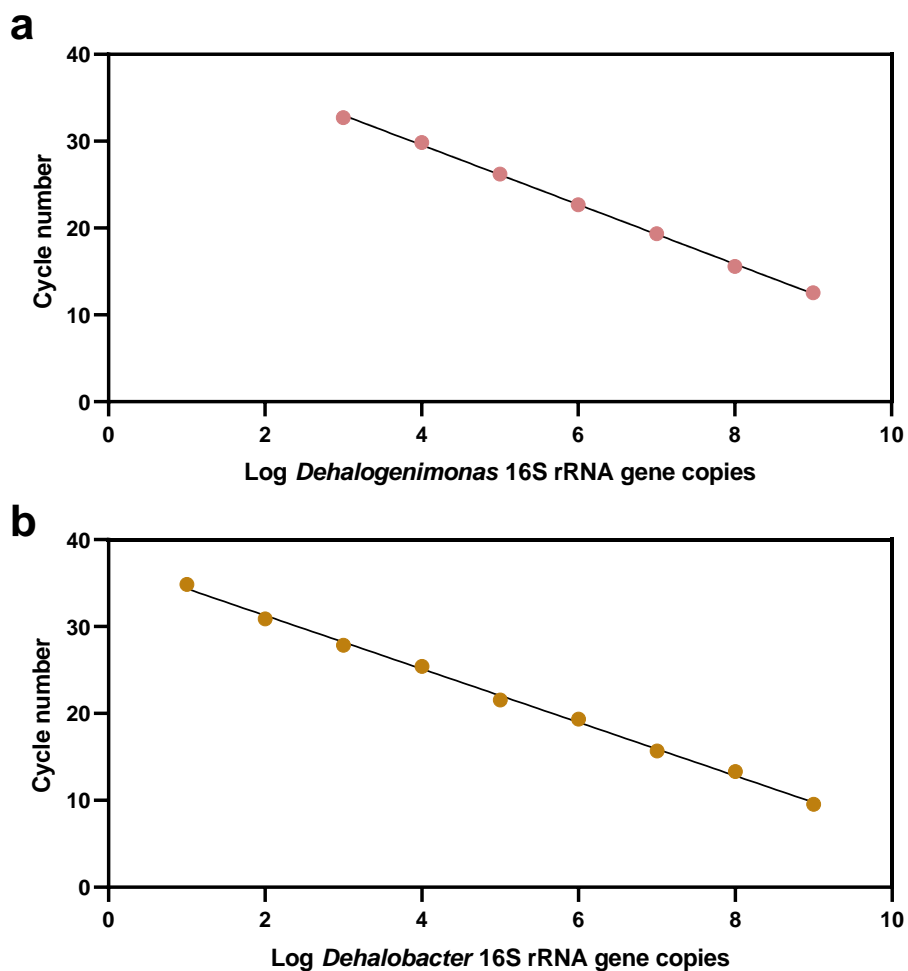 a
40
30
20
10
0
Cycle number
0 2 4 6 8 10
Log Dehalogenimonas 16S rRNA gene copies
b
40
30
20
10
0
Cycle number
0 2 4 6 8 10
Log Dehalobacter 16S rRNA gene copies